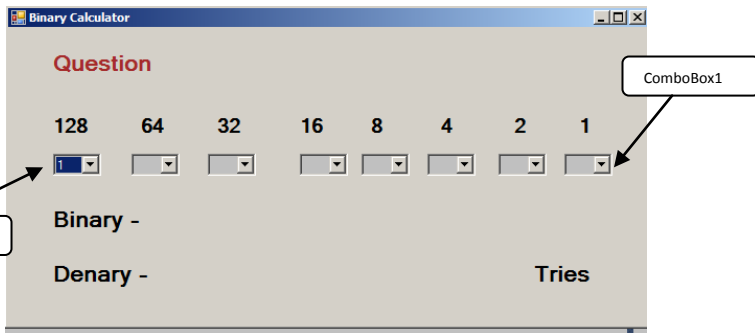 Binary Calculator
Question
ComboBox1
128 64 32 16 8 4 2 1
1
Binary -
Denary - Tries